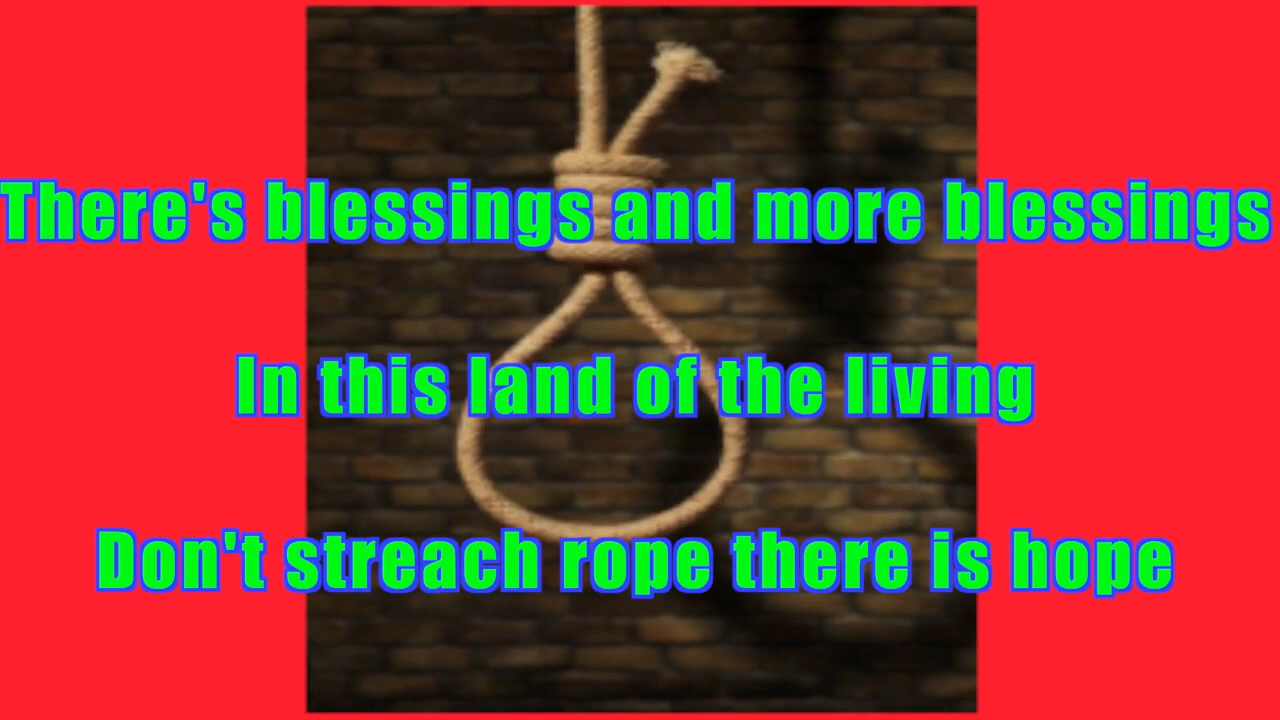 There's blessings and more blessings
In this land of the living
Don't streach rope there is hope